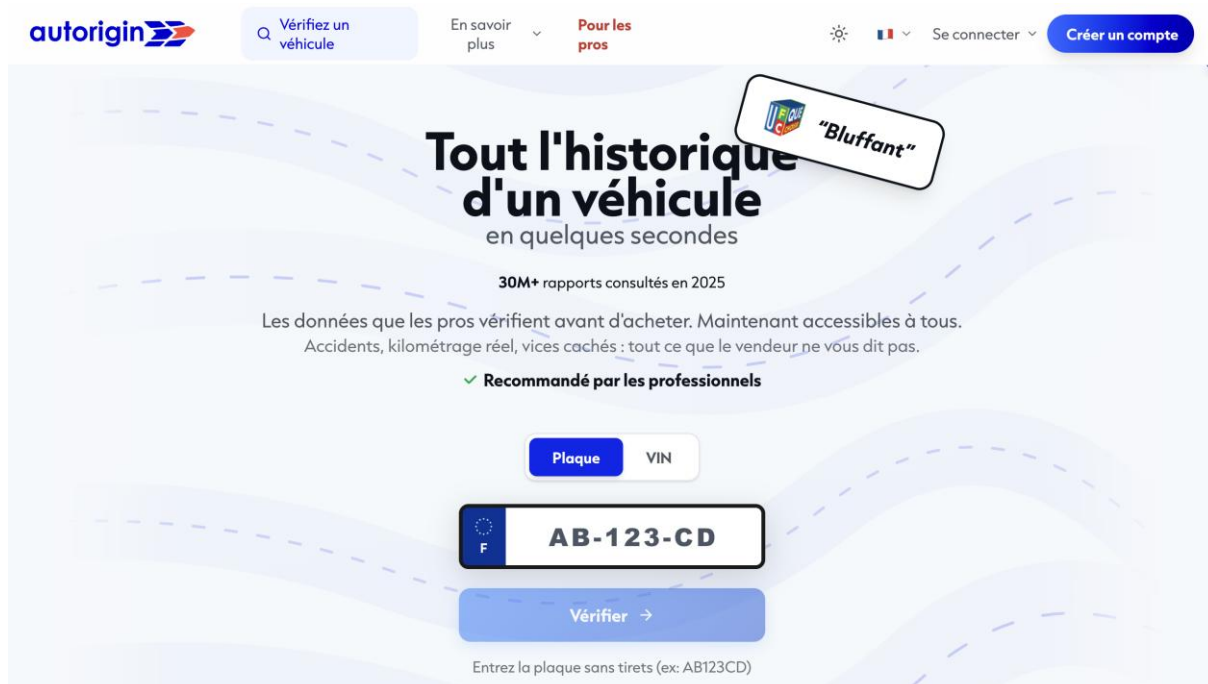 autorigin
Vérifiez un
véhicule
En savoir
plus
Pour les
pros
Se connecter
Créer un compte
UFC QUE CHOISIR
"Bluffant"
Tout l'historique
d'un véhicule
en quelques secondes
30M+ rapports consultés en 2025
Les données que les pros vérifient avant d'acheter. Maintenant accessibles à tous.
Accidents, kilométrage réel, vices cachés : tout ce que le vendeur ne vous dit pas.
Recommandé par les professionnels
Plaque
VIN
F
AB-123-CD
Vérifier →
Entrez la plaque sans tirets (ex: AB123CD)